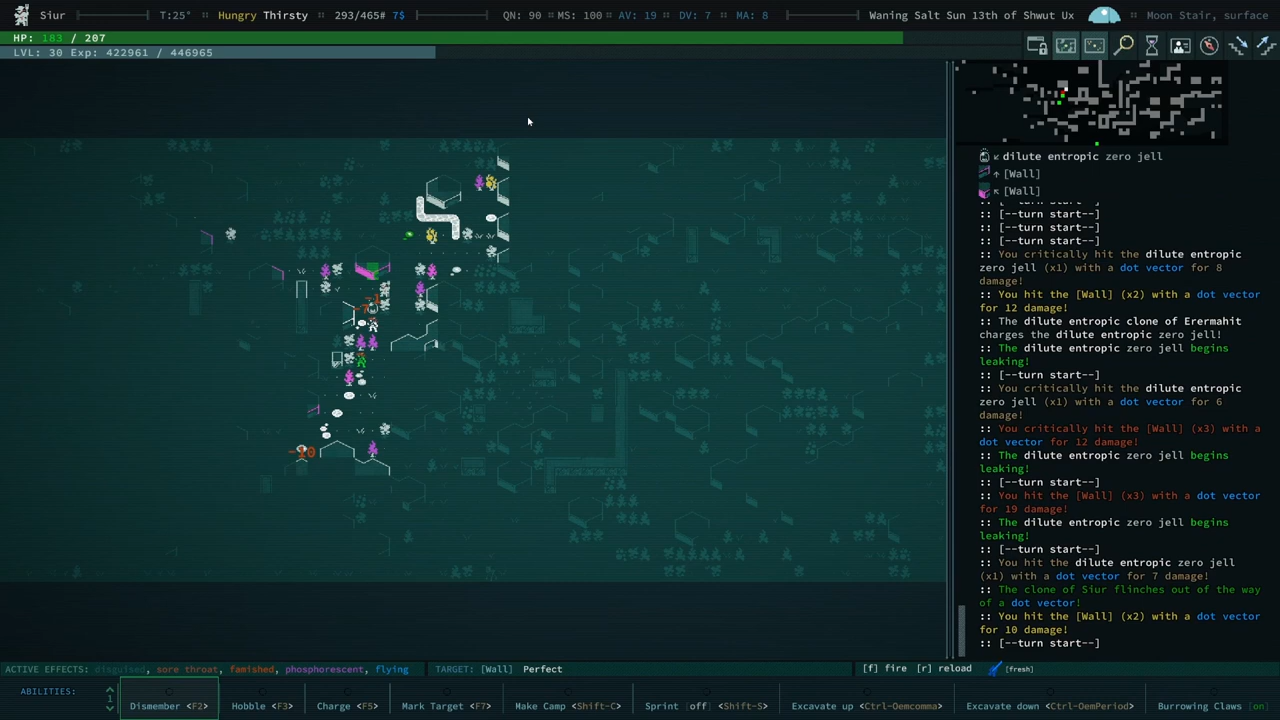 Siur T:25° :: Hungry Thirsty :: 293/465# 7$ QN: 90 :: MS: 100 :: AV: 19 :: DV: 7 :: MA: 8 Waning Salt Sun 13th of Shwut Ux :: Moon Stair, surface
HP: 183 / 207
LVL: 30 Exp: 422961 / 446965
dilute entropic zero jell
[Wall]
[Wall]
:: [--turn start--]
:: [--turn start--]
:: [--turn start--]
:: [--turn start--]
:: You critically hit the dilute entropic
zero jell (x1) with a dot vector for 8
damage!
:: You hit the [Wall] (x2) with a dot vector
for 12 damage!
:: The dilute entropic clone of Erermahit
charges the dilute entropic zero jell!
:: The dilute entropic zero jell begins
leaking!
:: [--turn start--]
:: You critically hit the dilute entropic
zero jell (x1) with a dot vector for 6
damage!
:: You critically hit the [Wall] (x3) with a
dot vector for 12 damage!
:: The dilute entropic zero jell begins
leaking!
:: [--turn start--]
:: You hit the [Wall] (x3) with a dot vector
for 19 damage!
:: The dilute entropic zero jell begins
leaking!
:: [--turn start--]
:: You hit the dilute entropic zero jell
(x1) with a dot vector for 7 damage!
:: The clone of Siur flinches out of the way
of a dot vector!
:: You hit the [Wall] (x2) with a dot vector
for 10 damage!
:: [--turn start--]
ACTIVE EFFECTS: disguised, sore throat, famished, phosphorescent, flying TARGET: [Wall] Perfect [f] fire [r] reload [fresh]
ABILITIES: 1 Dismember <F2> Hobble <F3> Charge <F5> Mark Target <F7> Make Camp <Shift-C> Sprint [off] <Shift-S> Excavate up <Ctrl-Oemcomma> Excavate down <Ctrl-OemPeriod> Burrowing Claws [on]